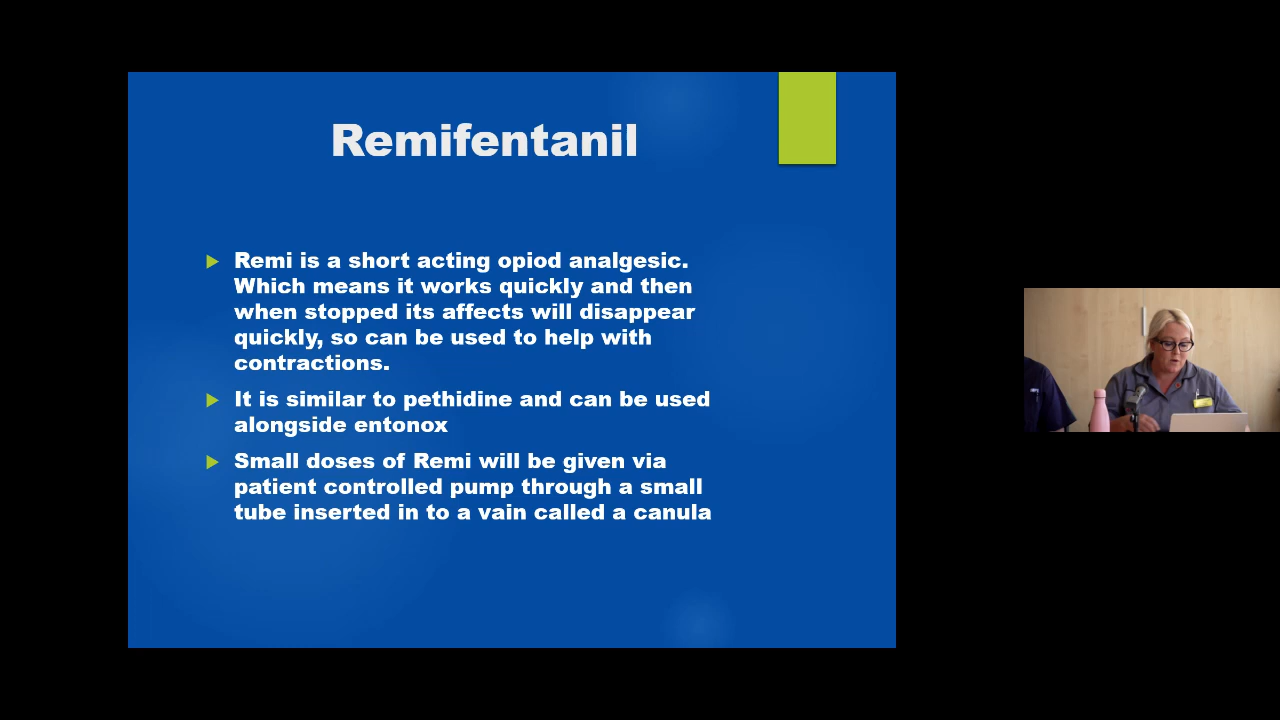 Remifentanil
Remi is a short acting opiod analgesic.
Which means it works quickly and then
when stopped its affects will disappear
quickly, so can be used to help with
contractions.
It is similar to pethidine and can be used
alongside entonox
Small doses of Remi will be given via
patient controlled pump through a small
tube inserted in to a vain called a canula